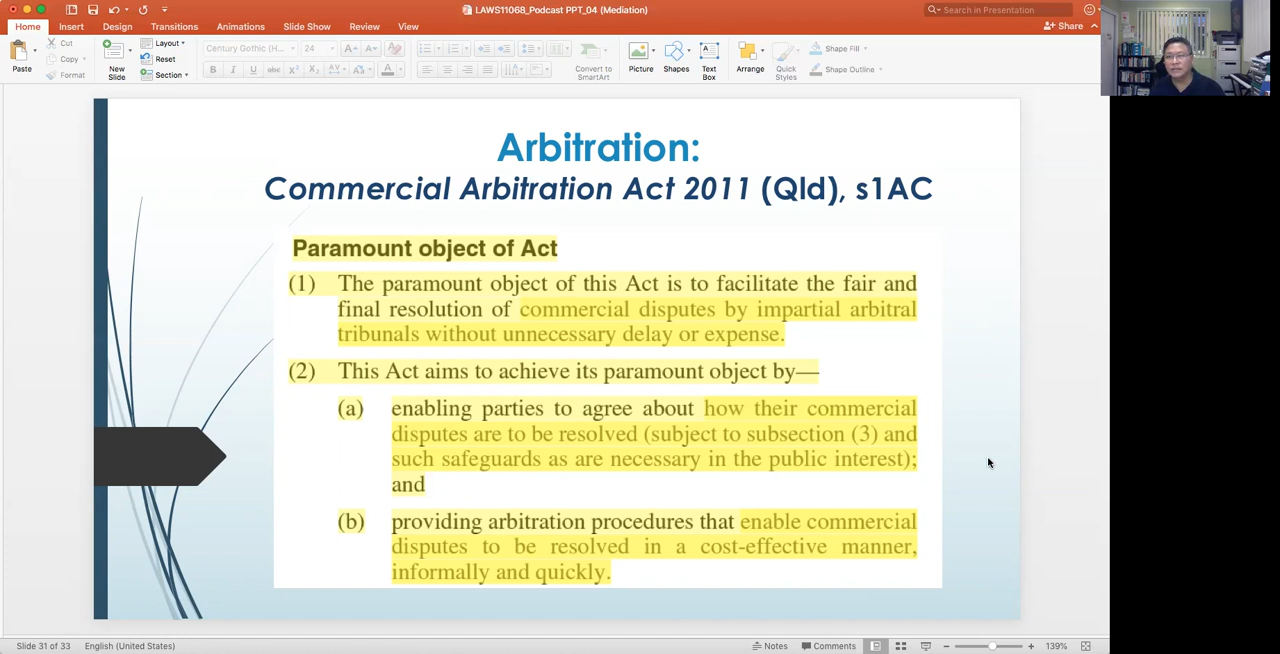 LAWS11068_Podcast PPT_04 (Mediation)
Search in Presentation
Home Insert Design Transitions Animations Slide Show Review View
Share
Paste
Cut
Copy
Format
New Slide
Layout
Reset
Section
Century Gothic (H... 24
Convert to SmartArt
Picture
Shapes
Text Box
Arrange
Quick Styles
Shape Fill
Shape Outline
Arbitration:
Commercial Arbitration Act 2011 (Qld), s1AC
Paramount object of Act
(1) The paramount object of this Act is to facilitate the fair and
final resolution of commercial disputes by impartial arbitral
tribunals without unnecessary delay or expense.
(2) This Act aims to achieve its paramount object by—
(a) enabling parties to agree about how their commercial
disputes are to be resolved (subject to subsection (3) and
such safeguards as are necessary in the public interest);
and
(b) providing arbitration procedures that enable commercial
disputes to be resolved in a cost-effective manner,
informally and quickly.
Slide 31 of 33 English (United States) Notes Comments 139%